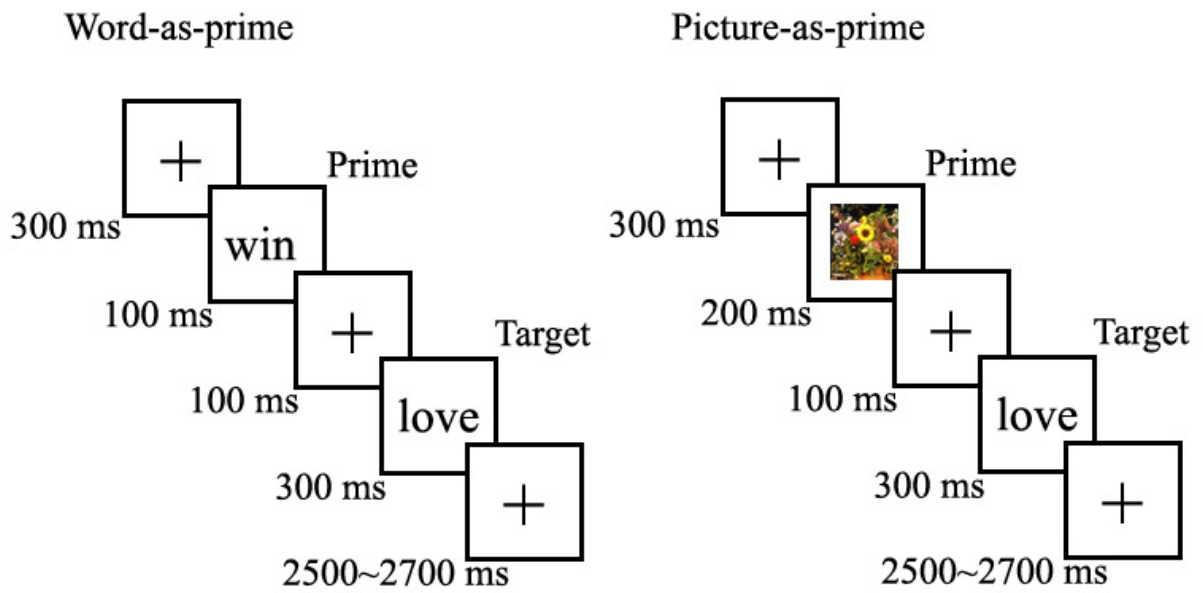 Word-as-prime
Prime
300 ms
win
100 ms
Target
100 ms
love
300 ms
2500~2700 ms
Picture-as-prime
Prime
300 ms
200 ms
Target
100 ms
love
300 ms
2500~2700 ms